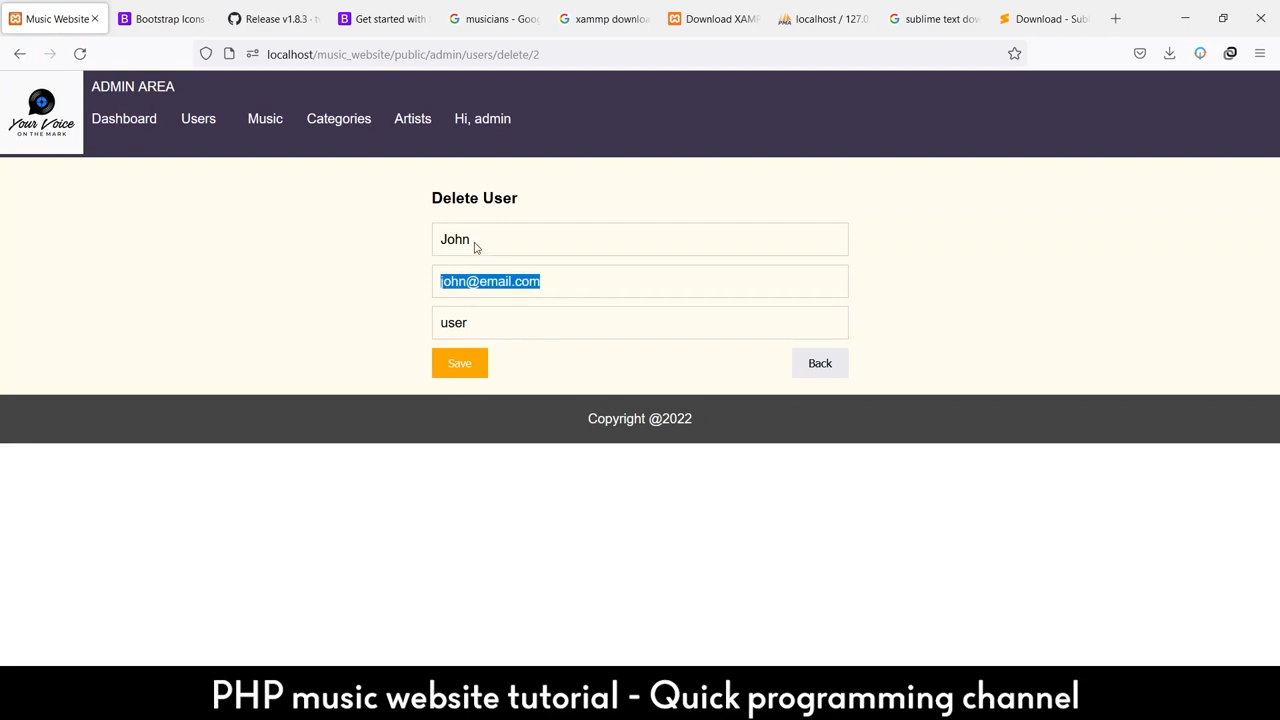 Music Website
Bootstrap Icons
Release v1.8.3 - t
Get started with
musicians - Goo
xammp downlo
Download XAM
localhost / 127.0
sublime text dow
Download - Sub
localhost/music_website/public/admin/users/delete/2
Your Voice
ON THE MARK
ADMIN AREA
Dashboard Users Music Categories Artists Hi, admin
Delete User
John
john@email.com
user
Save Back
Copyright @2022
PHP music website tutorial - Quick programming channel